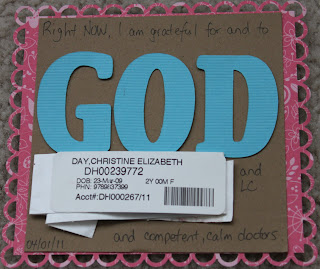 Right NOW, I am grateful for and to
GOD
DAY,CHRISTINE ELIZABETH
DH00239772
DOB: 23-Mar-09 2Y 00M F
PHN: 9789637399
Acct#:DH000267/11
and
LC
and competent, calm doctors.
04/01/11